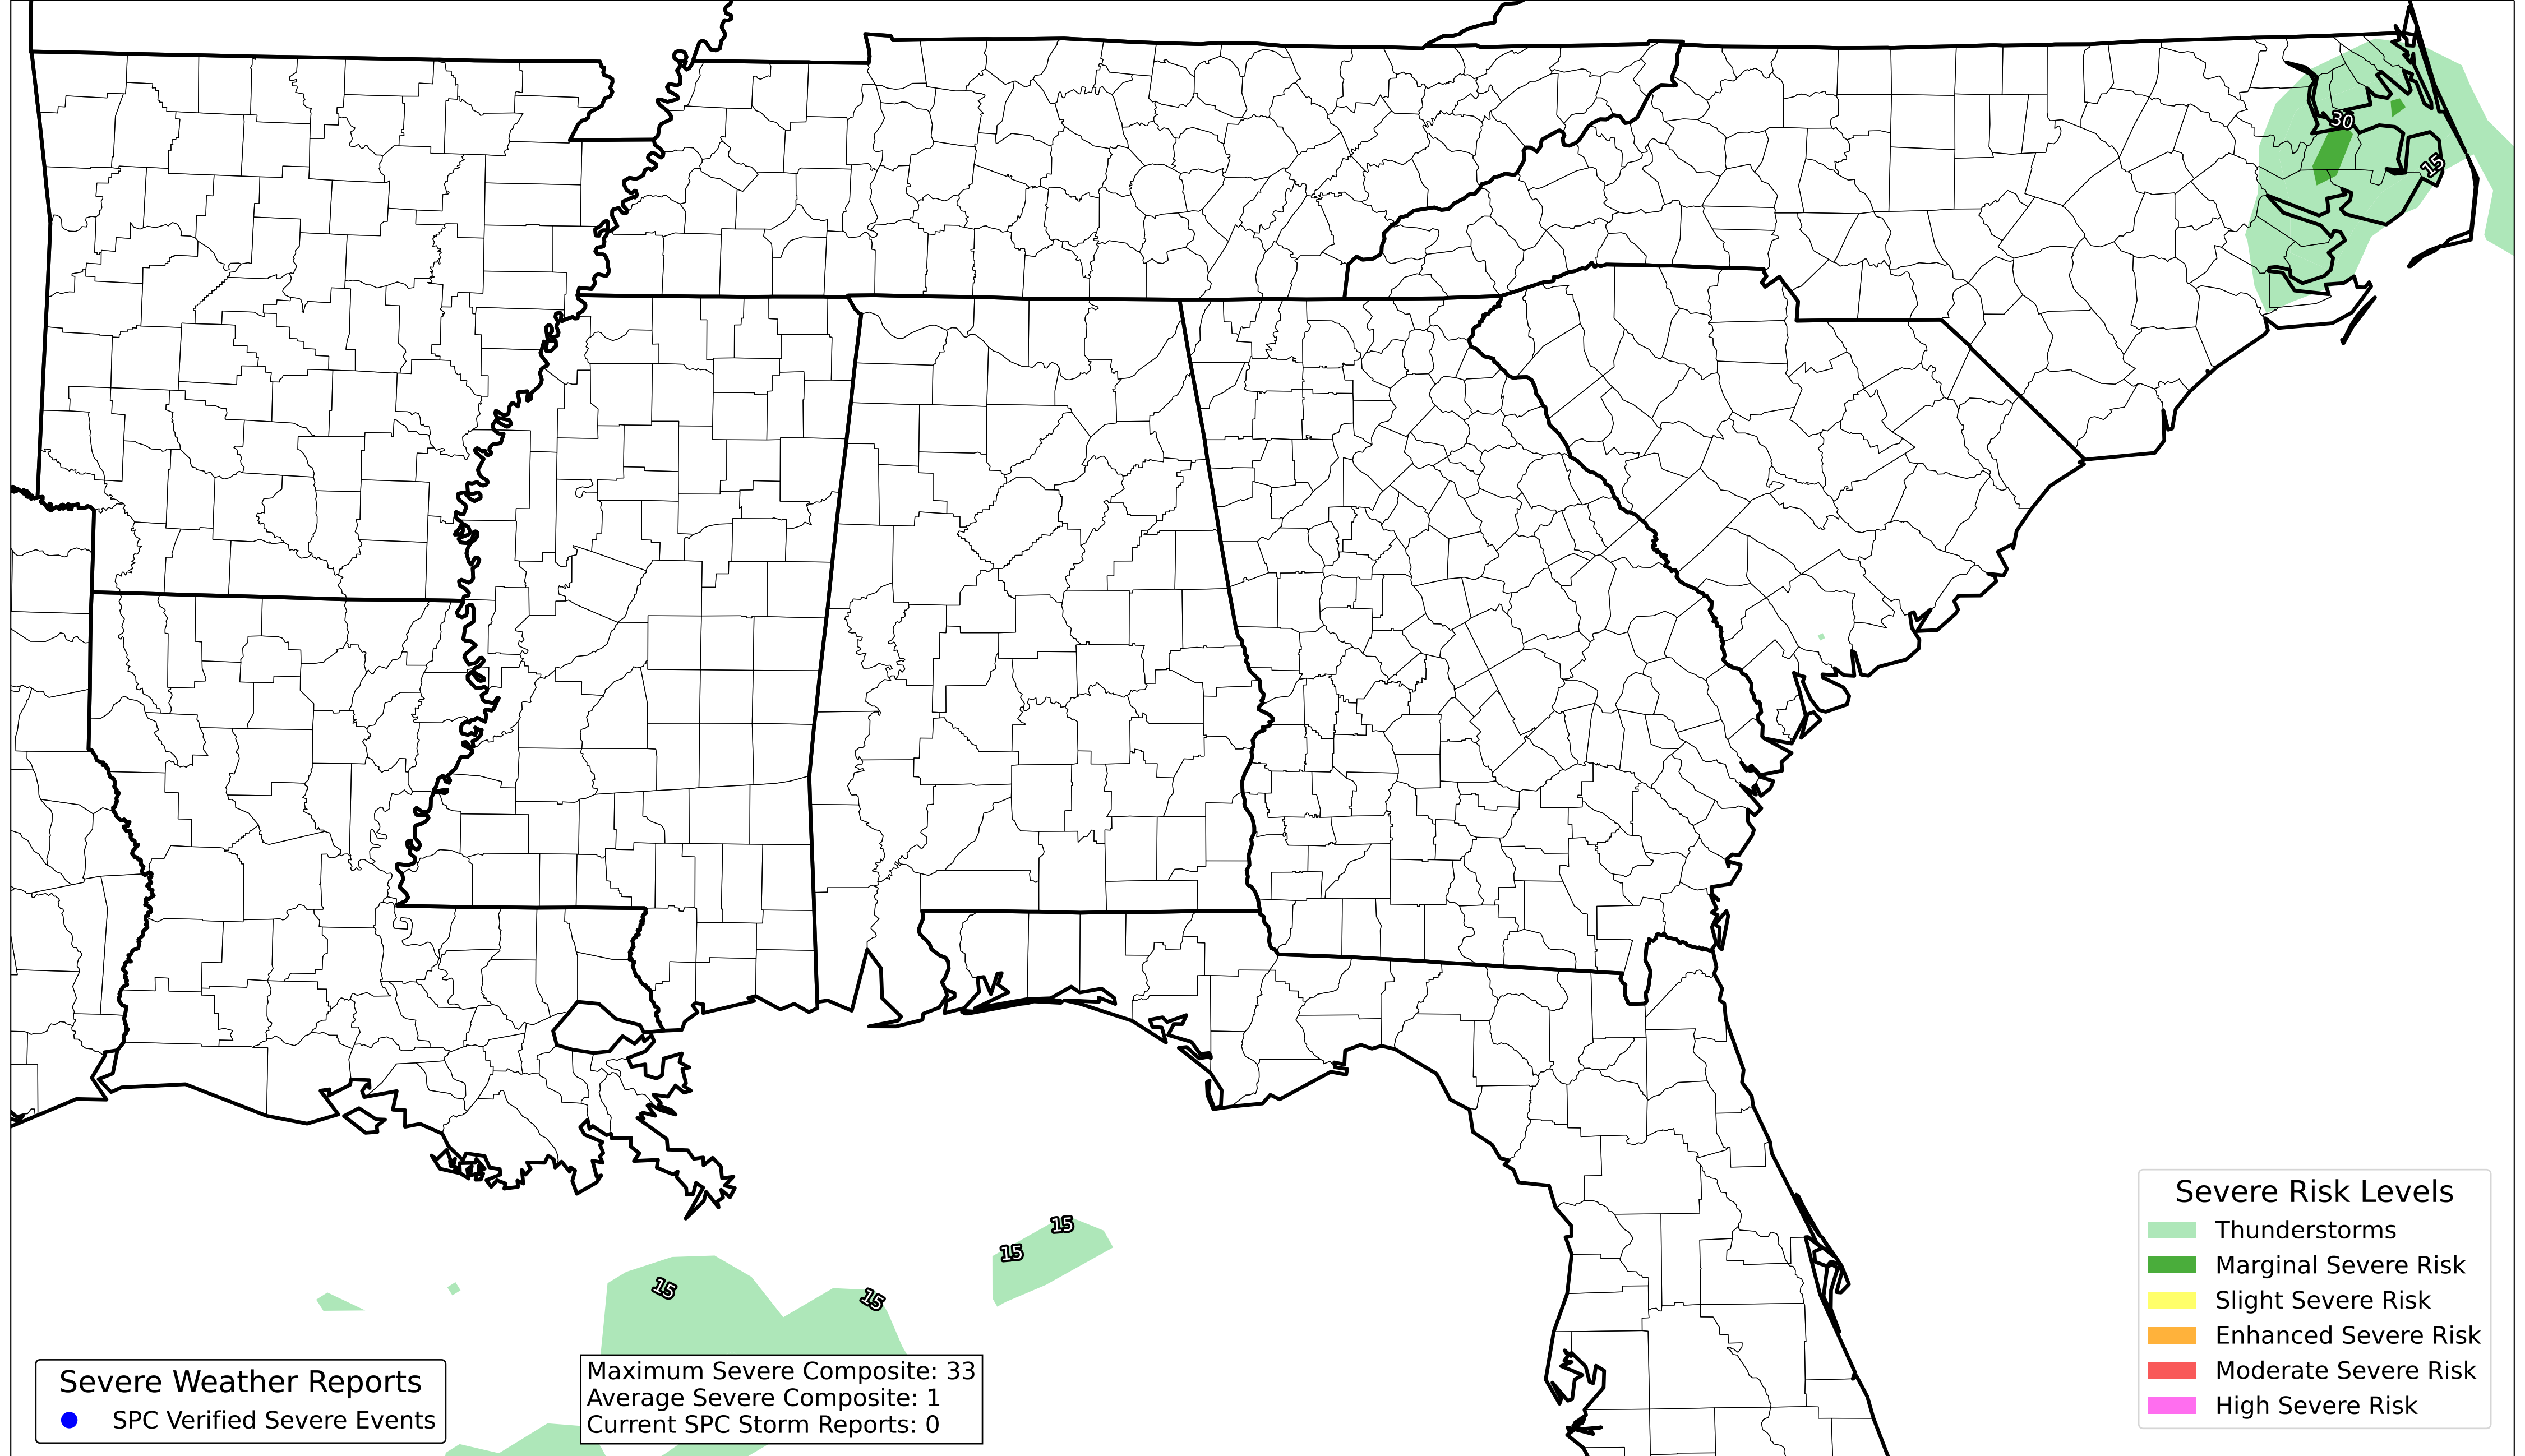 30
15
15
15
15
15
Severe Risk Levels
Thunderstorms
Marginal Severe Risk
Slight Severe Risk
Enhanced Severe Risk
Moderate Severe Risk
High Severe Risk
Severe Weather Reports
SPC Verified Severe Events
Maximum Severe Composite: 33
Average Severe Composite: 1
Current SPC Storm Reports: 0